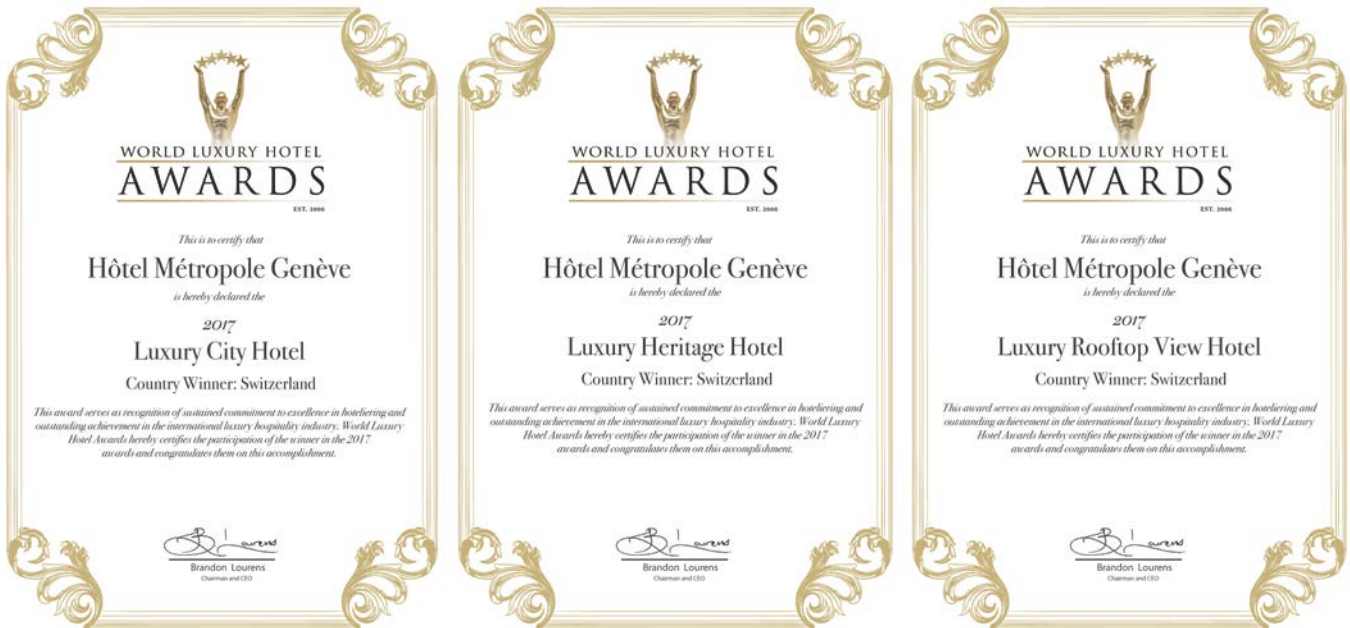 WORLD LUXURY HOTEL
AWARDS
EST. 2006
This is to certify that
Hôtel Métropole Genève
is hereby declared the
2017
Luxury City Hotel
Country Winner: Switzerland
This award serves as recognition of sustained commitment to excellence in hoteliering and
outstanding achievement in the international luxury hospitality industry. World Luxury
Hotel Awards hereby certifies the participation of the winner in the 2017
awards and congratulates them on this accomplishment.
Brandon Lourens
Chairman and CEO
WORLD LUXURY HOTEL
AWARDS
EST. 2006
This is to certify that
Hôtel Métropole Genève
is hereby declared the
2017
Luxury Heritage Hotel
Country Winner: Switzerland
This award serves as recognition of sustained commitment to excellence in hoteliering and
outstanding achievement in the international luxury hospitality industry. World Luxury
Hotel Awards hereby certifies the participation of the winner in the 2017
awards and congratulates them on this accomplishment.
Brandon Lourens
Chairman and CEO
WORLD LUXURY HOTEL
AWARDS
EST. 2006
This is to certify that
Hôtel Métropole Genève
is hereby declared the
2017
Luxury Rooftop View Hotel
Country Winner: Switzerland
This award serves as recognition of sustained commitment to excellence in hoteliering and
outstanding achievement in the international luxury hospitality industry. World Luxury
Hotel Awards hereby certifies the participation of the winner in the 2017
awards and congratulates them on this accomplishment.
Brandon Lourens
Chairman and CEO